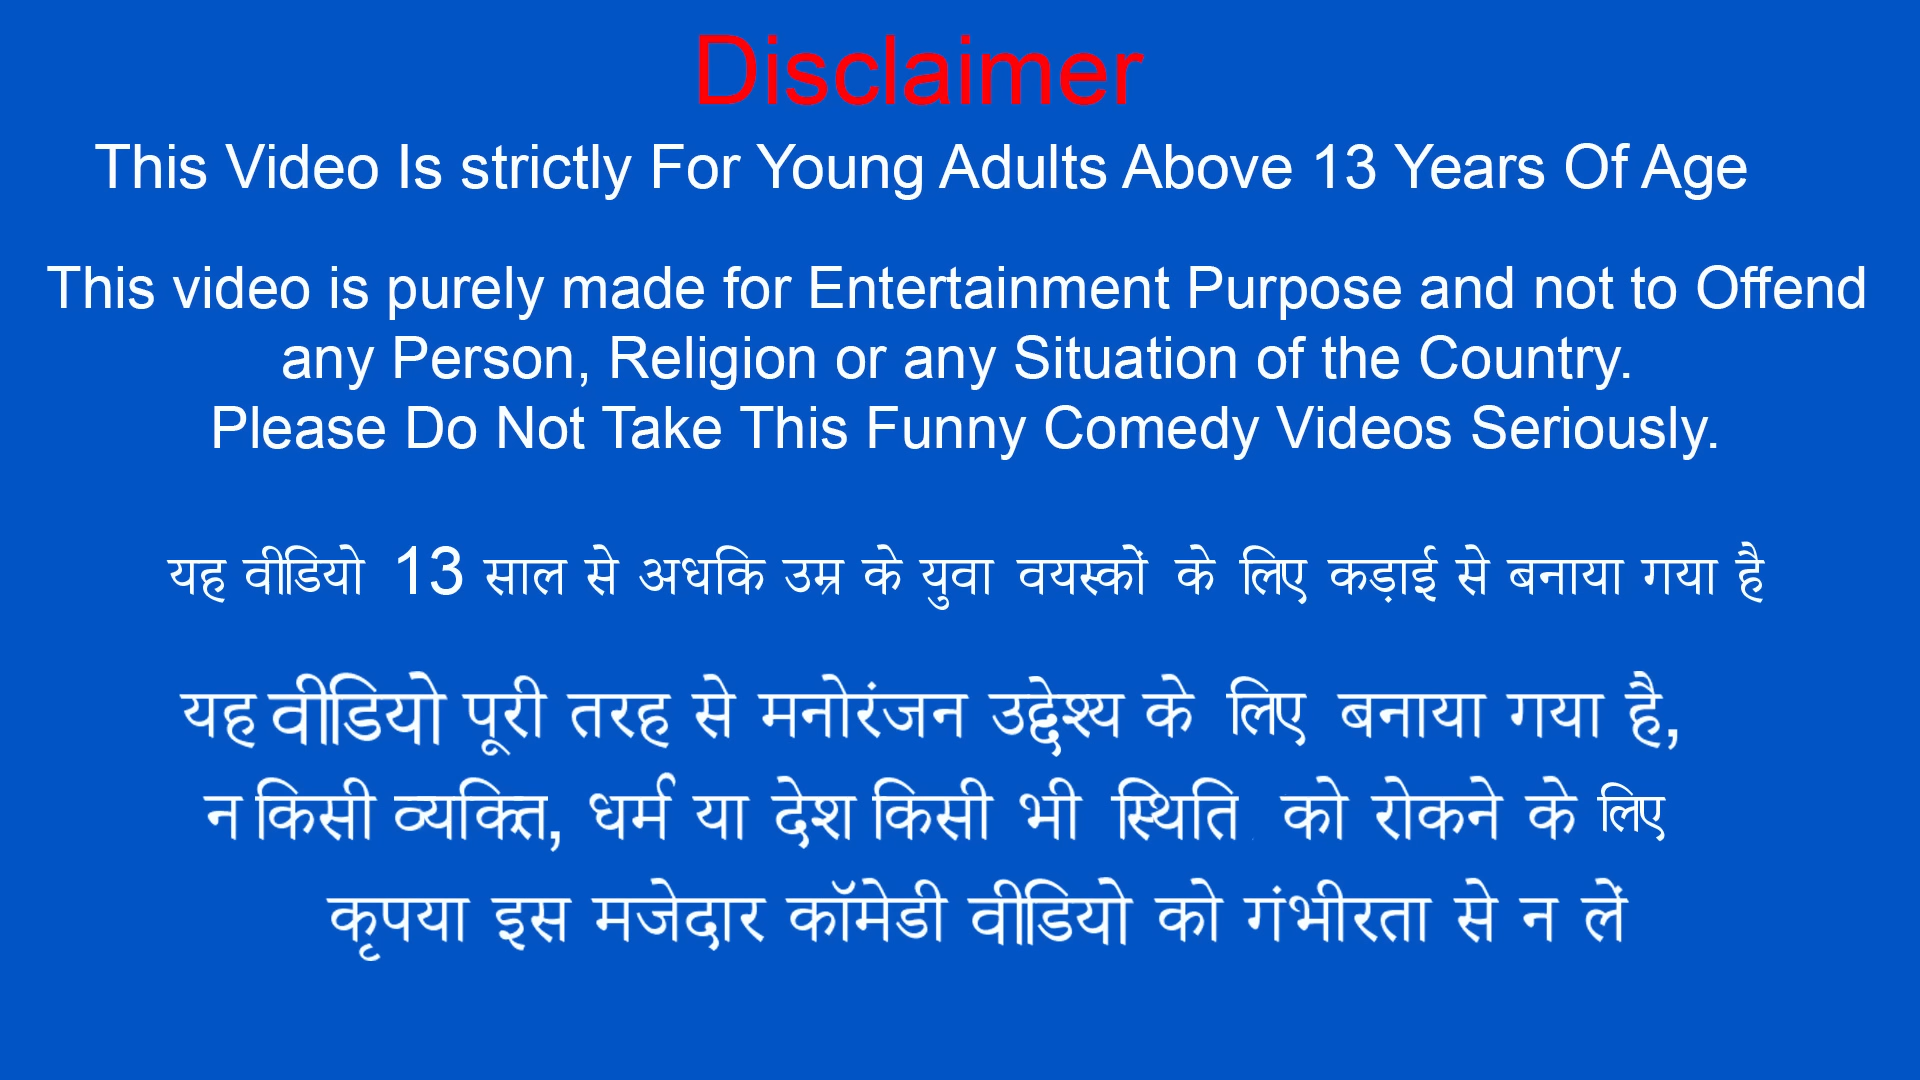 Disclaimer
This Video Is strictly For Young Adults Above 13 Years Of Age
This video is purely made for Entertainment Purpose and not to Offend
any Person, Religion or any Situation of the Country.
Please Do Not Take This Funny Comedy Videos Seriously.
यह वीडियो 13 साल से अधकि उम्र के युवा वयस्कों के लिए कड़ाई से बनाया गया है
यह वीडियो पूरी तरह से मनोरंजन उद्देश्य के लिए बनाया गया है,
न किसी व्यक्ति, धर्म या देश किसी भी स्थिति को रोकने के लिए
कृपया इस मजेदार कॉमेडी वीडियो को गंभीरता से न लें